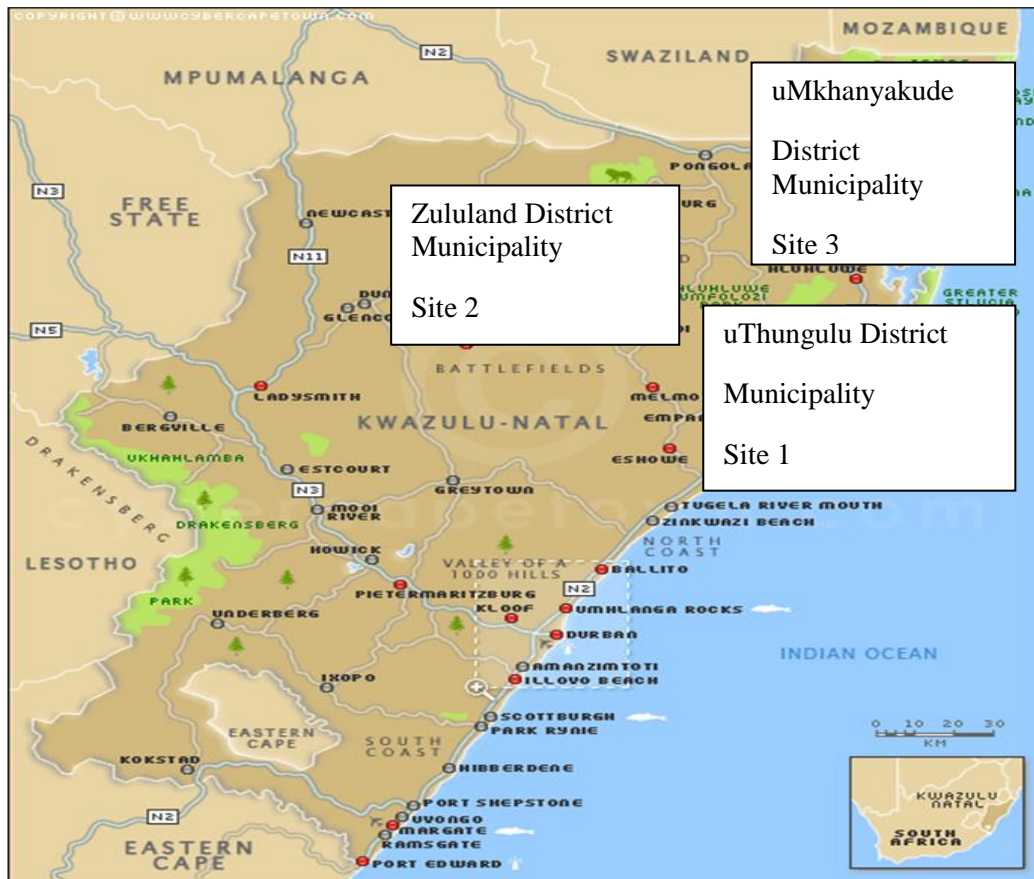 COPYRIGHT @ WWW.CYBERCAPETOWN.COM
MOZAMBIQUE
N2
SWAZILAND
MPUMALANGA
uMkhanyakude
District
Municipality
Site 3
PONGOLA
N3
FREE
STATE
Zululand District
Municipality
Site 2
N11
HLUHLUWE
GREATER
ST LUCIA
N5
GLENCO
uThungulu District
Municipality
Site 1
BATTLEFIELDS
LADYSMITH
MELMO
KWAZULU-NATAL
BERGVILLE
ESHOWE
UKHAHLAMBA
DRAKENSBERG
ESTCOURT
GREYTOWN
N3
MOOI
RIVER
TUGELA RIVER MOUTH
ZINKWAZI BEACH
DRAKENSBERG
NORTH
COAST
HOWICK
LESOTHO
VALLEY OF A
1000 HILLS
BALLITO
PIETERMARITZBURG
N2
PARK
KLOOF
UMHLANGA ROCKS
UNDERBERG
DURBAN
INDIAN OCEAN
AMANZIMTOTI
IXOPO
ILLOVO BEACH
SCOTTBURGH
PARK RYNIE
EASTERN
CAPE
SOUTH
COAST
0 10 20 30
KM
KOKSTAD
HIBBERDENE
KWAZULU
NATAL
PORT SHEPSTONE
N2
UVONGO
MARGATE
RAMSGATE
SOUTH
AFRICA
EASTERN
CAPE
PORT EDWARD